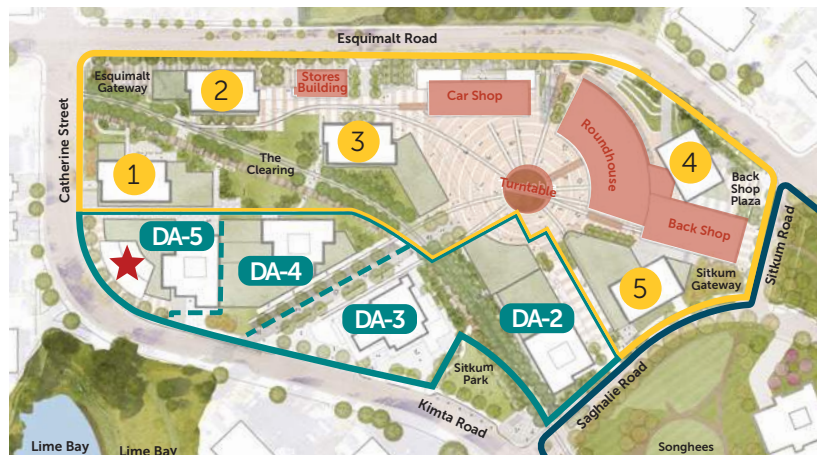 Esquimalt Road
Esquimalt
Gateway
2
Stores
Building
Car Shop
Catherine Street
3
Roundhouse
4
The
Clearing
1
Turntable
Back
Shop
Plaza
Back Shop
Sitkum Road
DA-5
DA-4
Sitkum
Gateway
5
DA-3
DA-2
Sitkum
Park
Saghalie Road
Kimta Road
Lime Bay
Lime Bay
Songhees